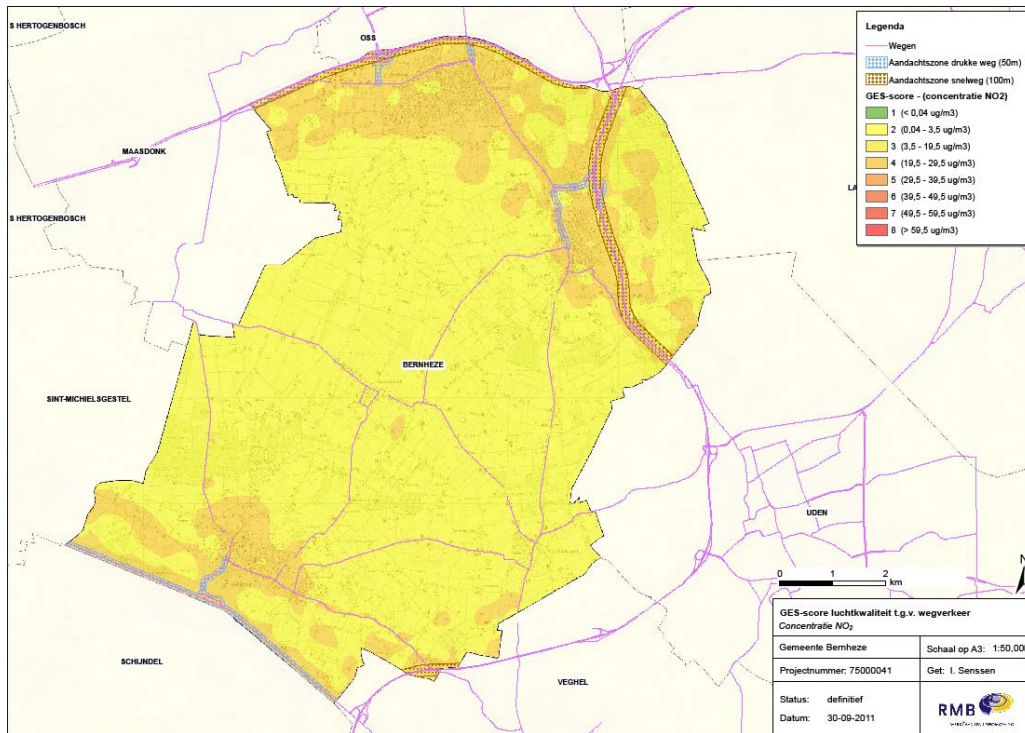 S HERTOGENBOSCH
OSS
MAASDONK
S HERTOGENBOSCH
BERNHEZE
SINT-MICHIELSGESTEL
UDEN
SCHIJNDEL
VEGHEL
LA
Legenda
Wegen
Aandachtszone drukke weg (50m)
Aandachtszone snelweg (100m)
GES-score - (concentratie NO2)
1 (< 0,04 ug/m3)
2 (0,04 - 3,5 ug/m3)
3 (3,5 - 19,5 ug/m3)
4 (19,5 - 29,5 ug/m3)
5 (29,5 - 39,5 ug/m3)
6 (39,5 - 49,5 ug/m3)
7 (49,5 - 59,5 ug/m3)
8 (> 59,5 ug/m3)
N
0 1 2
km
GES-score luchtkwaliteit t.g.v. wegverkeer
Concentratie NO₂
Gemeente Bernheze
Schaal op A3: 1:50,00
Projectnummer: 75000041
Get: I. Senssen
Status: definitief
Datum: 30-09-2011
RMB